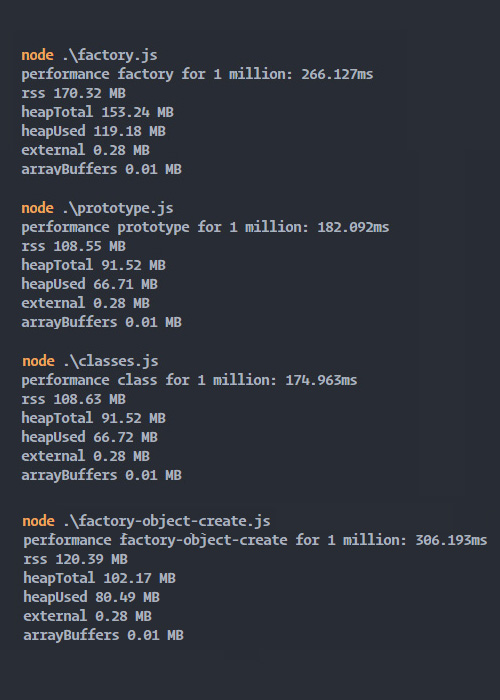 node .\factory.js
performance factory for 1 million: 266.127ms
rss 170.32 MB
heapTotal 153.24 MB
heapUsed 119.18 MB
external 0.28 MB
arrayBuffers 0.01 MB
node .\prototype.js
performance prototype for 1 million: 182.092ms
rss 108.55 MB
heapTotal 91.52 MB
heapUsed 66.71 MB
external 0.28 MB
arrayBuffers 0.01 MB
node .\classes.js
performance class for 1 million: 174.963ms
rss 108.63 MB
heapTotal 91.52 MB
heapUsed 66.72 MB
external 0.28 MB
arrayBuffers 0.01 MB
node .\factory-object-create.js
performance factory-object-create for 1 million: 306.193ms
rss 120.39 MB
heapTotal 102.17 MB
heapUsed 80.49 MB
external 0.28 MB
arrayBuffers 0.01 MB